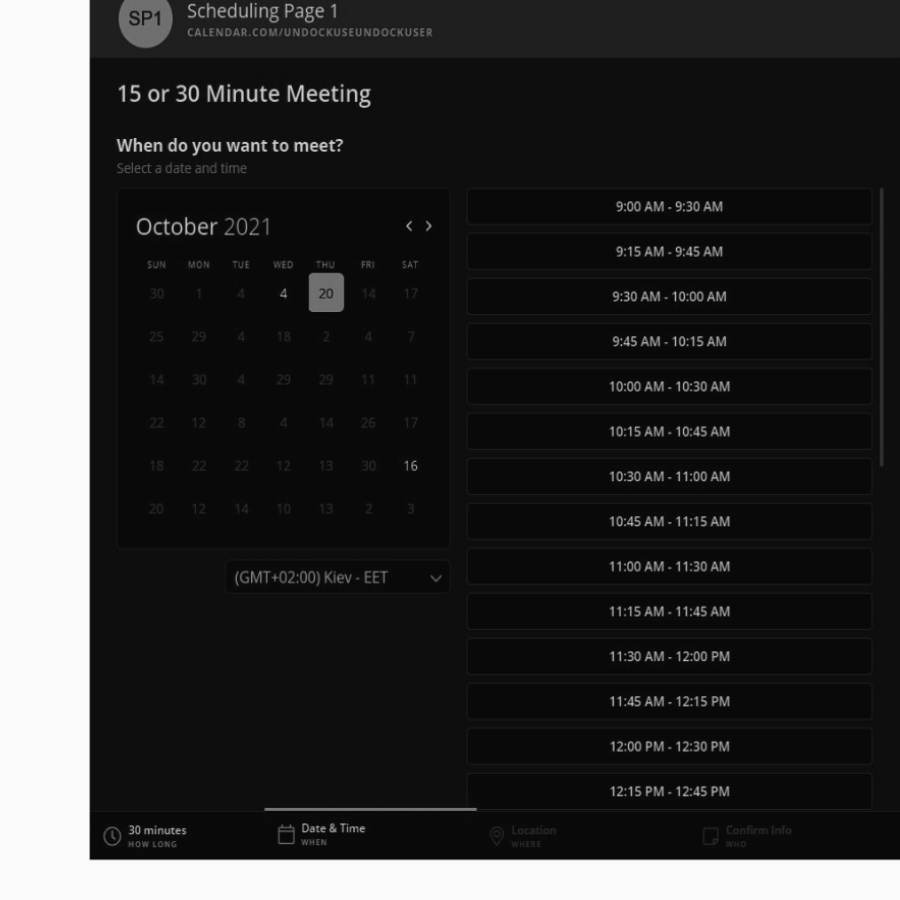 SP1
Scheduling Page 1
CALENDAR.COM/UNDOCKUSEUNDOCKUSER
15 or 30 Minute Meeting
When do you want to meet?
Select a date and time
October 2021
SUN MON TUE WED THU FRI SAT
30 1 4 4 20 14 17
25 29 4 18 2 4 7
14 30 4 29 29 11 11
22 12 8 4 14 26 17
18 22 22 12 13 30 16
20 12 14 10 13 2 3
(GMT+02:00) Kiev - EET
9:00 AM - 9:30 AM
9:15 AM - 9:45 AM
9:30 AM - 10:00 AM
9:45 AM - 10:15 AM
10:00 AM - 10:30 AM
10:15 AM - 10:45 AM
10:30 AM - 11:00 AM
10:45 AM - 11:15 AM
11:00 AM - 11:30 AM
11:15 AM - 11:45 AM
11:30 AM - 12:00 PM
11:45 AM - 12:15 PM
12:00 PM - 12:30 PM
12:15 PM - 12:45 PM
30 minutes
HOW LONG
Date & Time
WHEN
Location
WHERE
Confirm Info
WHO